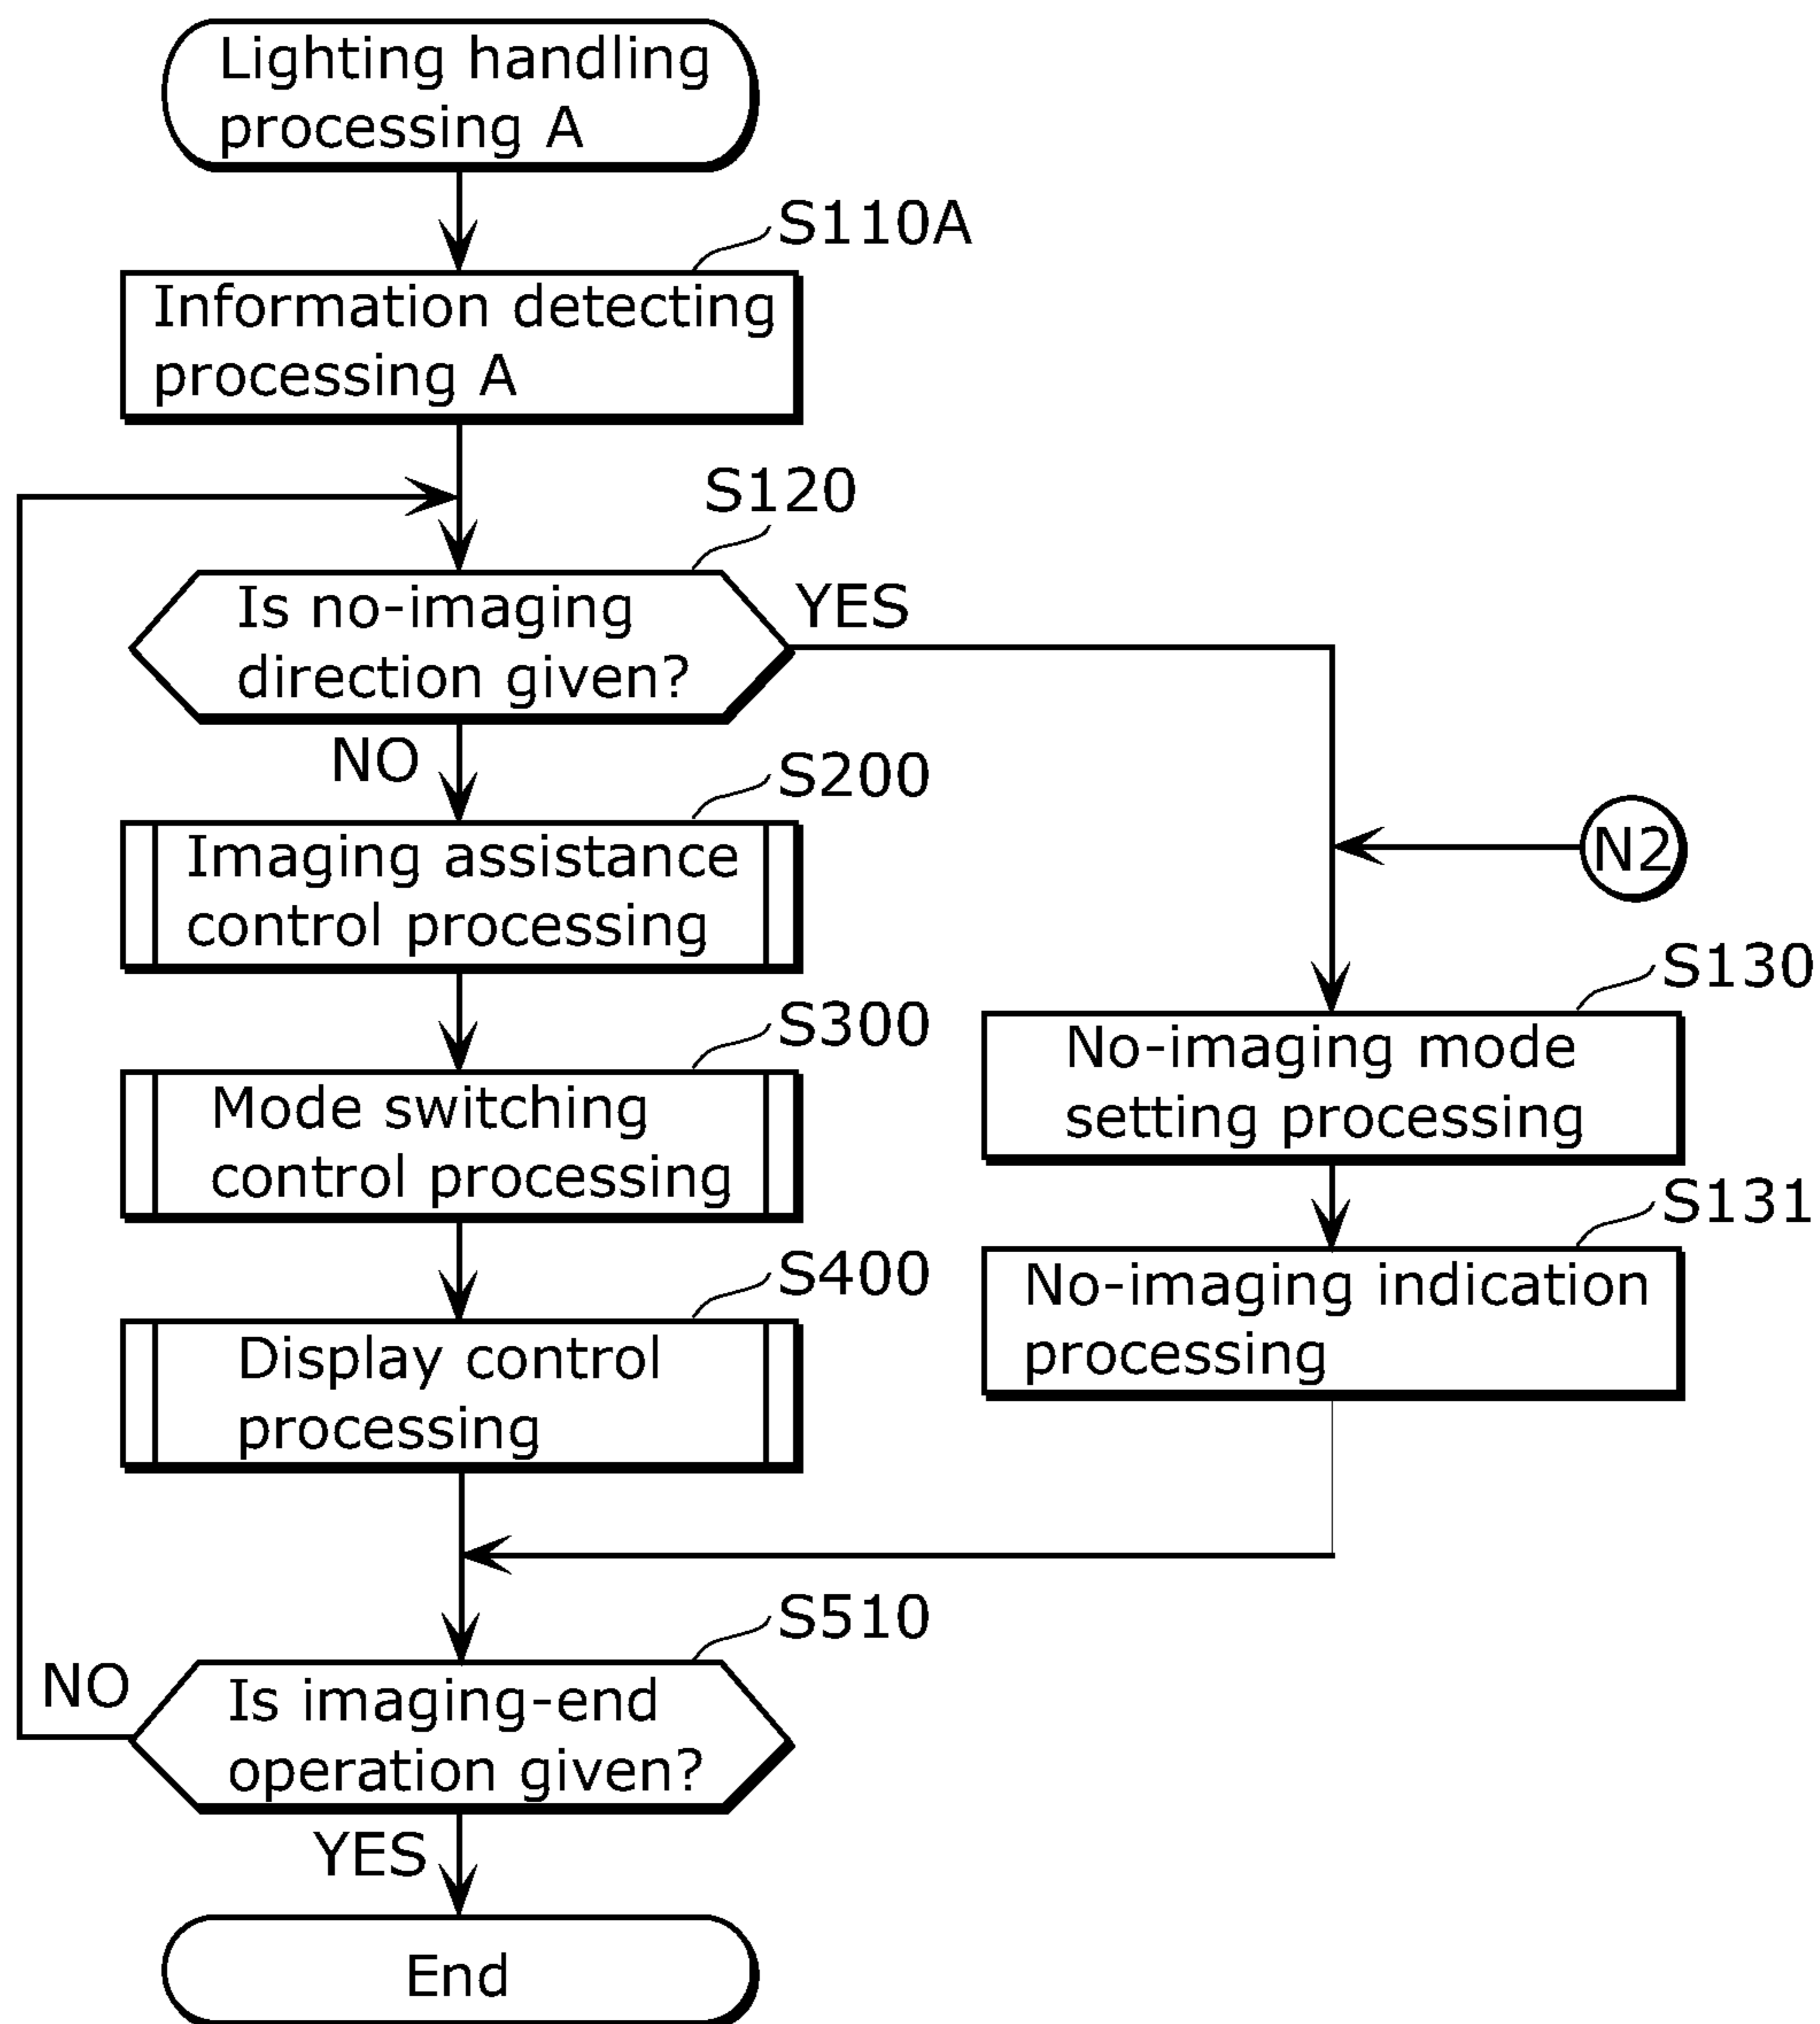 Lighting handling
processing A
S110A
Information detecting
processing A
S120
Is no-imaging
direction given?
YES
NO
S200
Imaging assistance
control processing
N2
S130
No-imaging mode
setting processing
S300
Mode switching
control processing
S131
No-imaging indication
processing
S400
Display control
processing
S510
Is imaging-end
operation given?
NO
YES
End